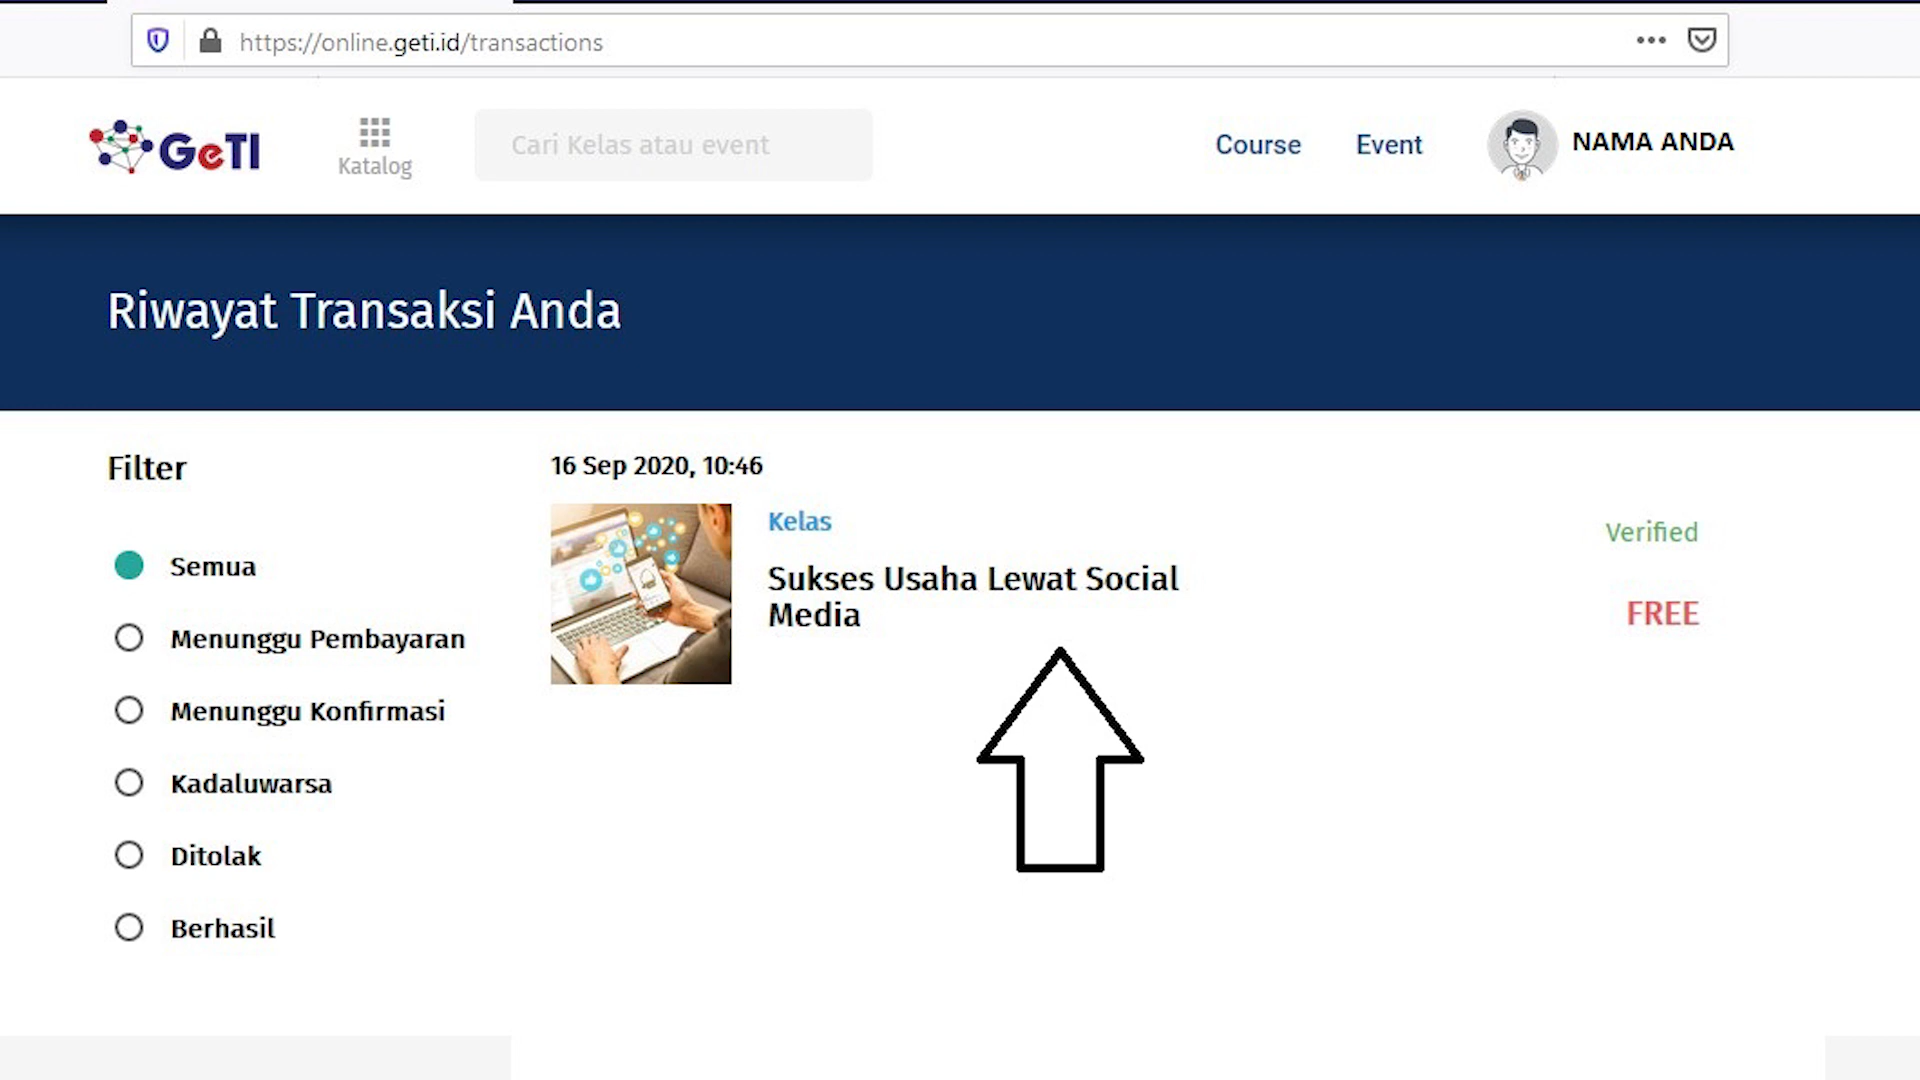 https://online.geti.id/transactions
GeTI
Katalog
Cari Kelas atau event
Course
Event
NAMA ANDA
Riwayat Transaksi Anda
Filter
Semua
Menunggu Pembayaran
Menunggu Konfirmasi
Kadaluwarsa
Ditolak
Berhasil
16 Sep 2020, 10:46
Kelas
Sukses Usaha Lewat Social
Media
Verified
FREE